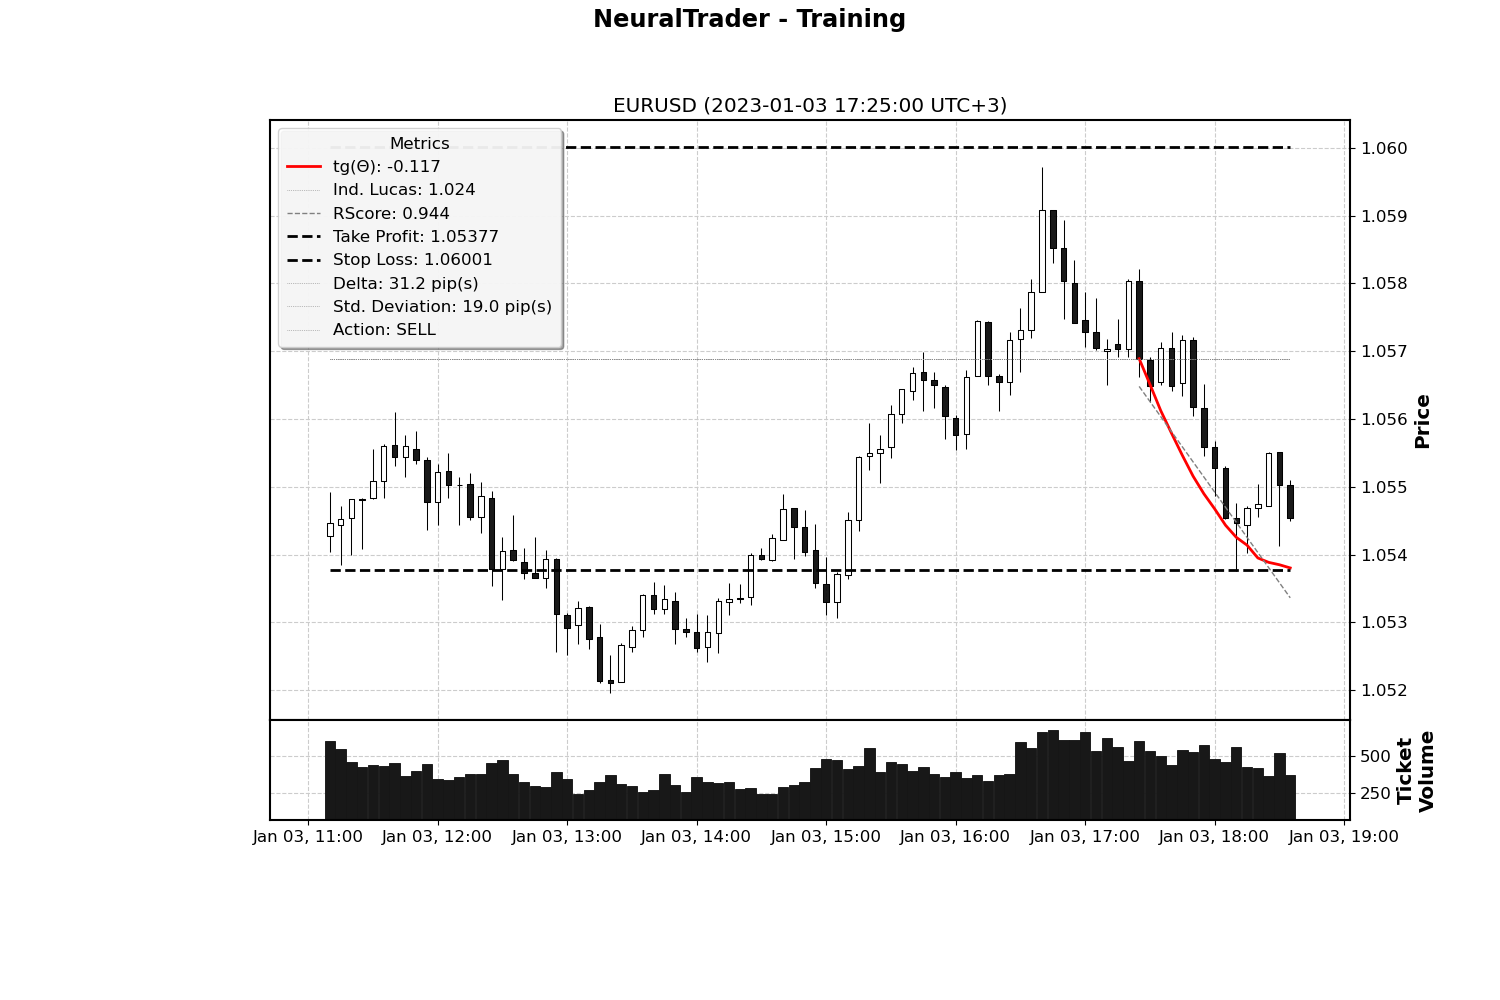 NeuralTrader - Training
EURUSD (2023-01-03 17:25:00 UTC+3)
Metrics
tg(Θ): -0.117
Ind. Lucas: 1.024
RScore: 0.944
Take Profit: 1.05377
Stop Loss: 1.06001
Delta: 31.2 pip(s)
Std. Deviation: 19.0 pip(s)
Action: SELL
1.060
1.059
1.058
1.057
1.056
1.055
1.054
1.053
1.052
Price
500
250
Ticket
Volume
Jan 03, 11:00 Jan 03, 12:00 Jan 03, 13:00 Jan 03, 14:00 Jan 03, 15:00 Jan 03, 16:00 Jan 03, 17:00 Jan 03, 18:00 Jan 03, 19:00